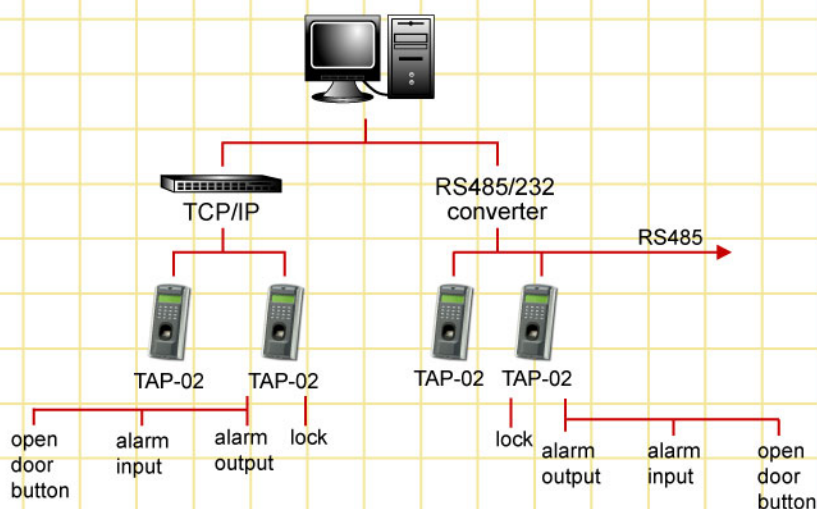 TCP/IP
RS485/232
converter
RS485
TAP-02
TAP-02
TAP-02
TAP-02
open
door
button
alarm
input
alarm
output
lock
lock
alarm
output
alarm
input
open
door
button